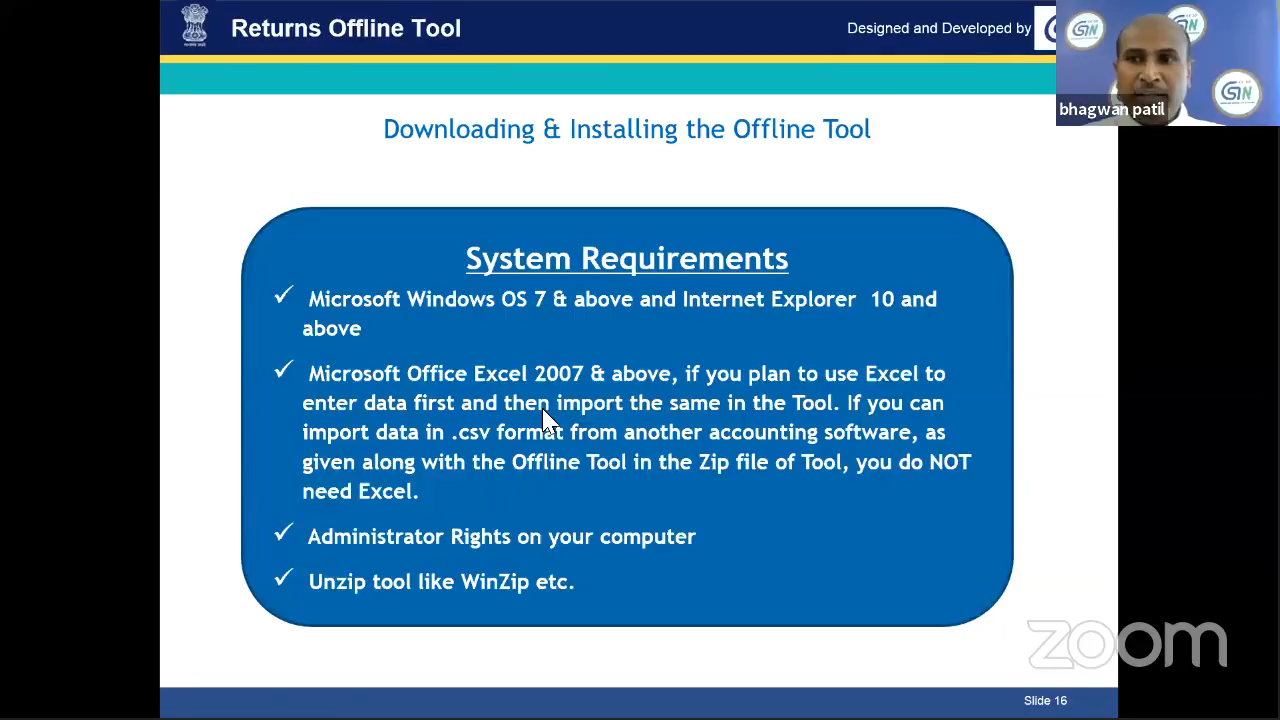 Returns Offline Tool
Designed and Developed by
bhagwan patil
Downloading & Installing the Offline Tool
System Requirements
✓ Microsoft Windows OS 7 & above and Internet Explorer 10 and
above
✓ Microsoft Office Excel 2007 & above, if you plan to use Excel to
enter data first and then import the same in the Tool. If you can
import data in .csv format from another accounting software, as
given along with the Offline Tool in the Zip file of Tool, you do NOT
need Excel.
✓ Administrator Rights on your computer
✓ Unzip tool like WinZip etc.
zoom
Slide 16